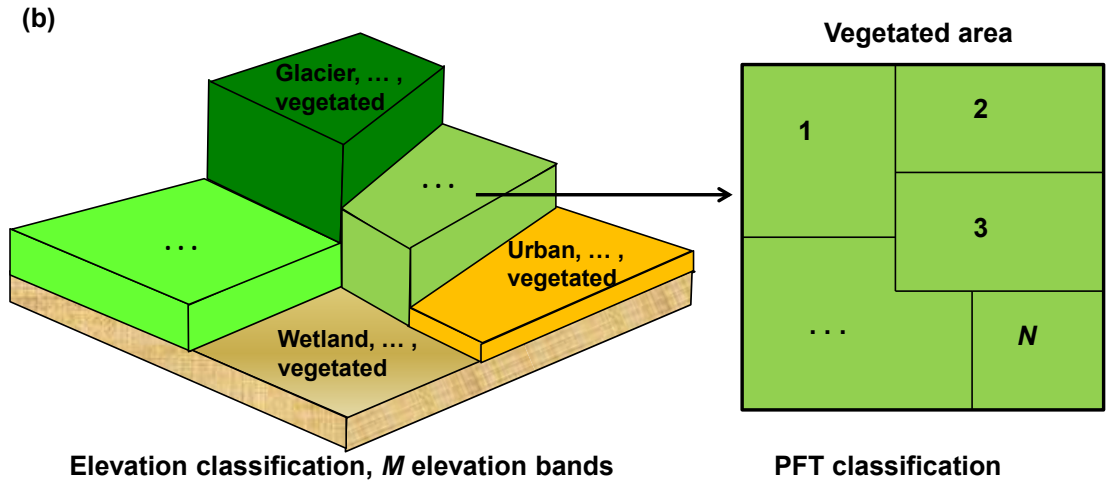 (b)
Vegetated area
Glacier, … ,
vegetated
. . .
. . .
Urban, … ,
vegetated
Wetland, … ,
vegetated
1
2
3
. . .
N
Elevation classification, M elevation bands
PFT classification